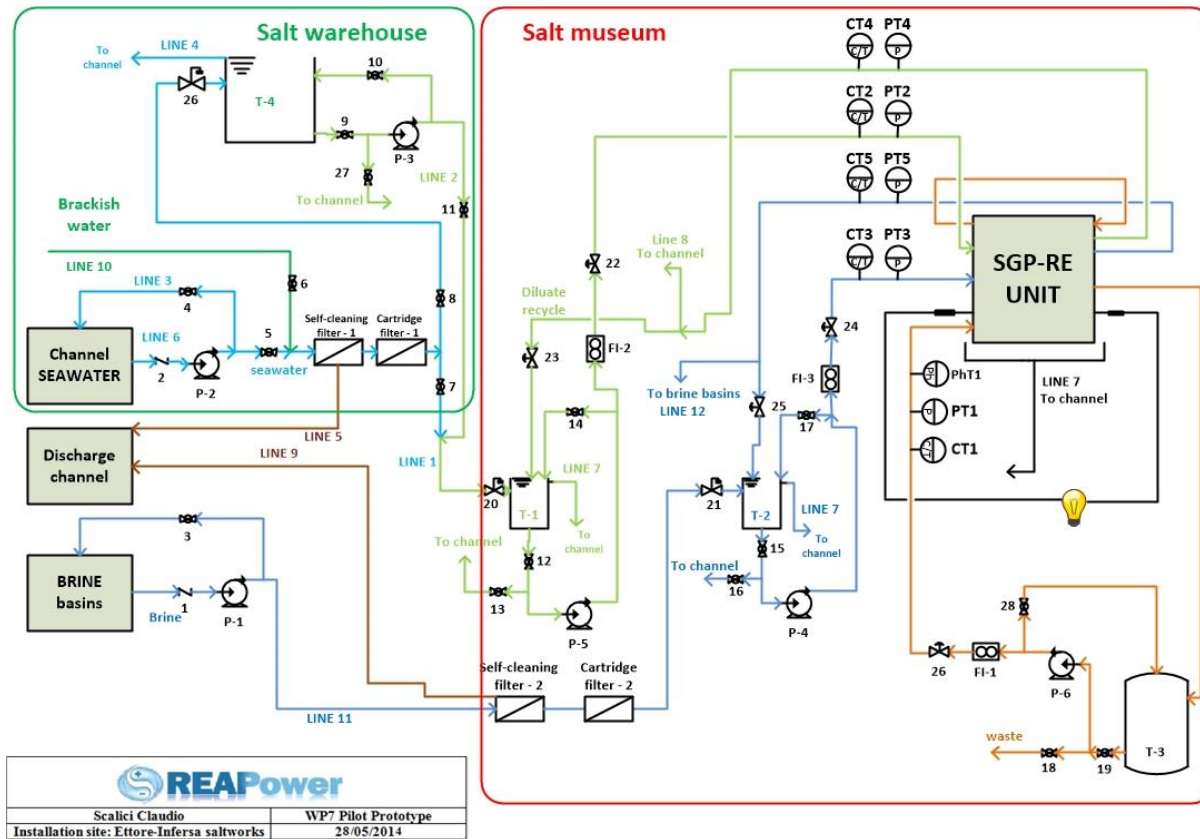 Salt warehouse
Salt museum
CT4 PT4
C/T P
To
channel
LINE 4
10
26
T-4
9
P-3
27
To channel
LINE 2
11
CT2 PT2
C/T P
CT5 PT5
C/T P
Brackish
water
LINE 10
LINE 3
4
6
8
Line 8
To channel
22
CT3 PT3
C/T P
SGP-RE
UNIT
Channel
SEAWATER
LINE 6
2
P-2
5
seawater
Self-cleaning
filter - 1
Cartridge
filter - 1
7
Diluate
recycle
23
FI-2
24
FI-3
To brine basins
LINE 12
25
PhT1
PT1
P
CT1
C/T
LINE 7
To channel
Discharge
channel
LINE 5
LINE 9
LINE 1
14
17
LINE 7
20
T-1
To
channel
21
T-2
LINE 7
To
channel
3
BRINE
basins
Brine
1
P-1
To channel
12
13
P-5
15
To channel
16
P-4
28
26
FI-1
P-6
Self-cleaning
filter - 2
Cartridge
filter - 2
LINE 11
waste
18
19
T-3
REAPower
Scalici Claudio WP7 Pilot Prototype
Installation site: Ettore-Infersa saltworks 28/05/2014